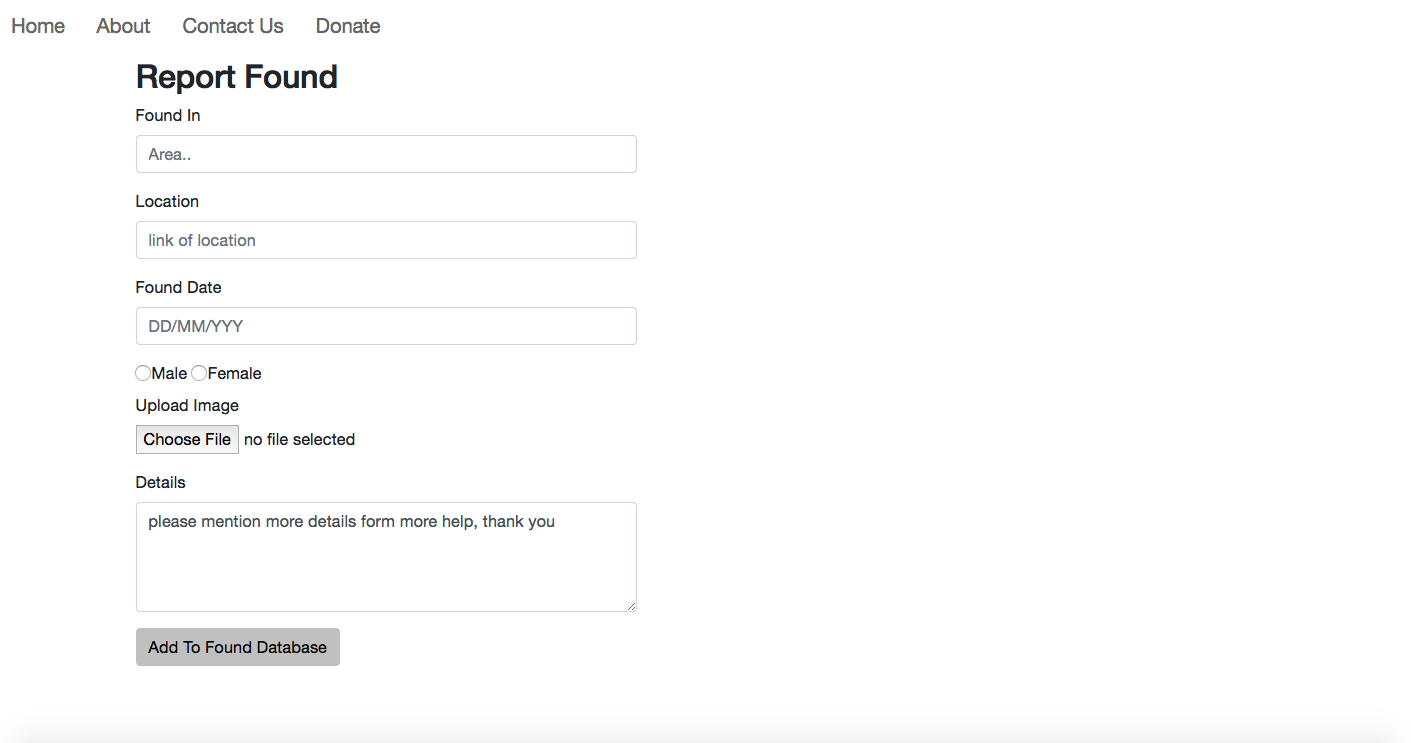 Home About Contact Us Donate
Report Found
Found In
Area..
Location
link of location
Found Date
DD/MM/YYY
Male Female
Upload Image
Choose File no file selected
Details
please mention more details form more help, thank you
Add To Found Database